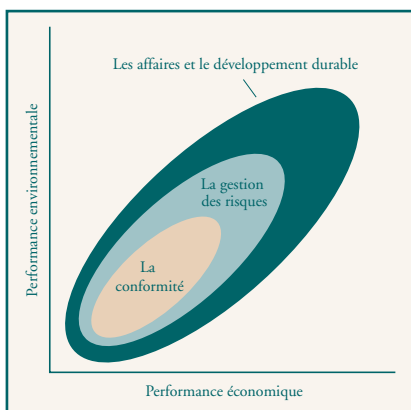 Les affaires et le développement durable
La gestion
des risques
La
conformité
Performance environnementale
Performance économique